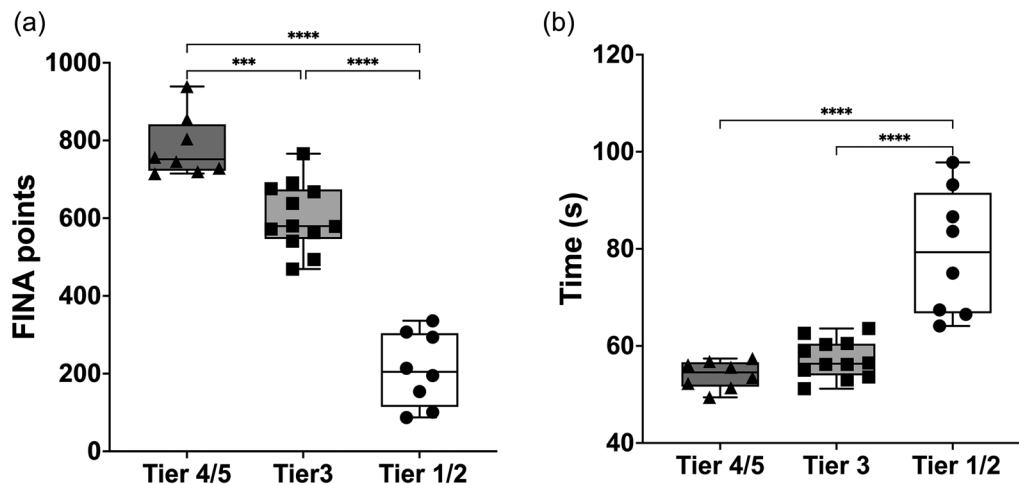 (a)
FINA points
1000
800
600
400
200
0
****
***
****
Tier 4/5
Tier3
Tier 1/2
(b)
Time (s)
120
100
80
60
40
****
****
Tier 4/5
Tier 3
Tier 1/2